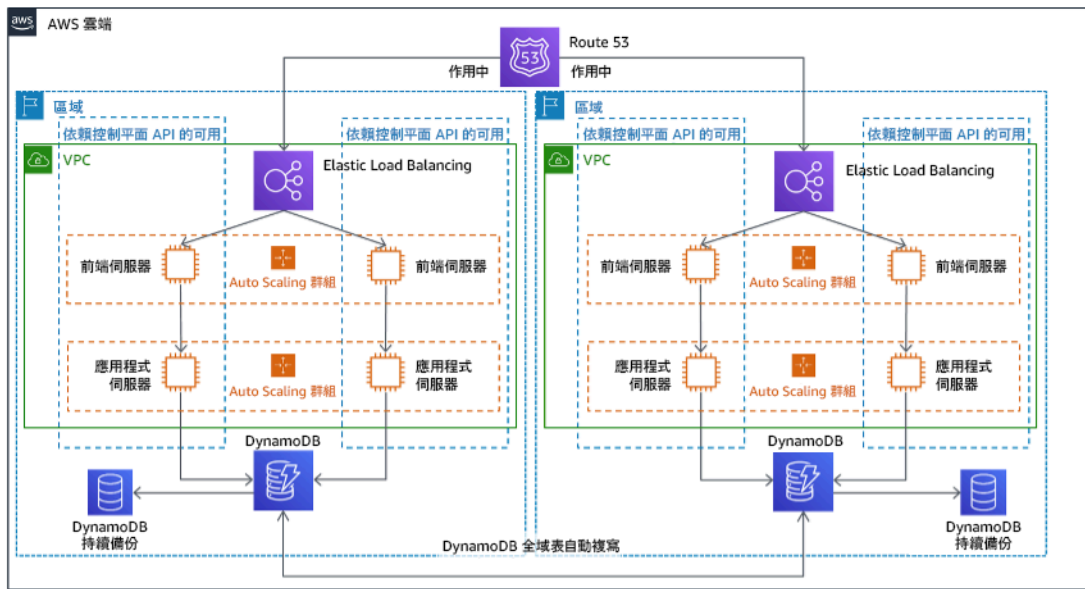 aws
AWS 雲端
53
Route 53
作用中
作用中
區域
區域
依賴控制平面 API 的可用
依賴控制平面 API 的可用
依賴控制平面 API 的可用
依賴控制平面 API 的可用
VPC
Elastic Load Balancing
VPC
Elastic Load Balancing
前端伺服器
Auto Scaling 群組
前端伺服器
前端伺服器
Auto Scaling 群組
前端伺服器
應用程式
伺服器
Auto Scaling 群組
應用程式
伺服器
應用程式
伺服器
Auto Scaling 群組
應用程式
伺服器
DynamoDB
DynamoDB
DynamoDB
持續備份
DynamoDB
持續備份
DynamoDB 全域表自動複寫